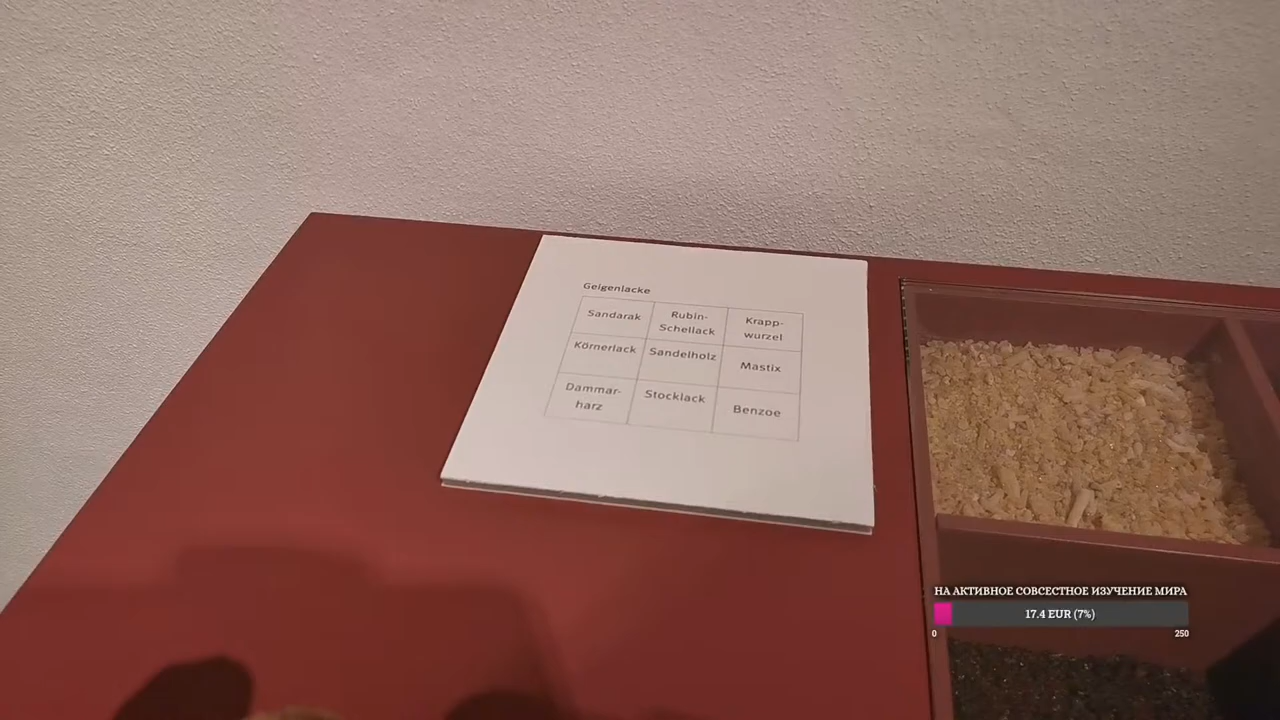 Geigenlacke
Sandarak
Rubin-
Schellack
Krapp-
wurzel
Körnerlack
Sandelholz
Mastix
Dammar-
harz
Stocklack
Benzoe
НА АКТИВНОЕ СОВСЕСТНОЕ ИЗУЧЕНИЕ МИРА
17.4 EUR (7%)
0
250